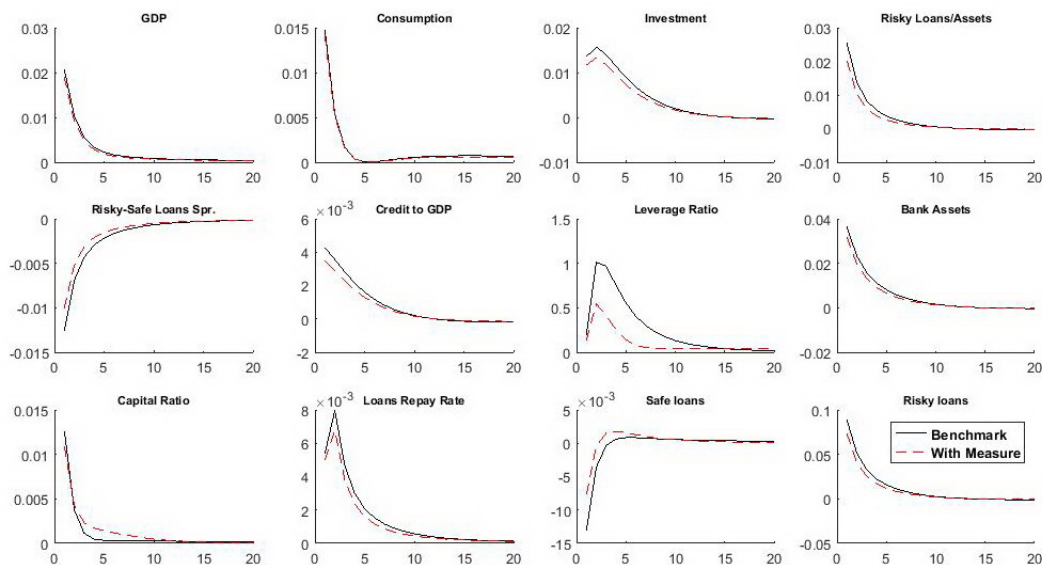 GDP
0.03
0.02
0.01
0
0 5 10 15 20
Consumption
0.015
0.01
0.005
0
0 5 10 15 20
Investment
0.03
0.02
0.01
0
-0.01
0 5 10 15 20
Risky Loans/Assets
0.03
0.02
0.01
0
-0.01
0 5 10 15 20
Risky-Safe Loans Spr.
0
-0.005
-0.01
-0.015
0 5 10 15 20
Credit to GDP
×10⁻³
6
4
2
0
-2
0 5 10 15 20
Leverage Ratio
1.5
1
0.5
0
0 5 10 15 20
Bank Assets
0.04
0.02
0
-0.02
0 5 10 15 20
Capital Ratio
0.015
0.01
0.005
0
0 5 10 15 20
Loans Repay Rate
×10⁻³
8
6
4
2
0
0 5 10 15 20
Safe loans
×10⁻³
5
0
-5
-10
-15
0 5 10 15 20
Risky loans
0.1
0.05
0
-0.05
0 5 10 15 20
Benchmark
With Measure